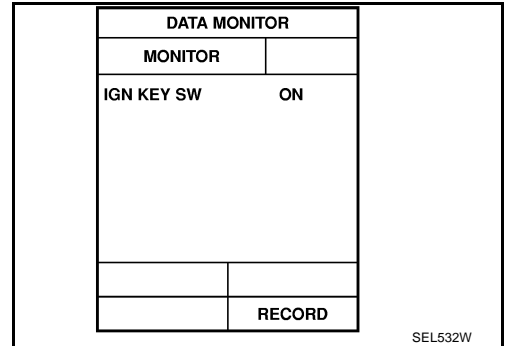 DATA MONITOR
MONITOR
IGN KEY SW ON
RECORD
SEL532W